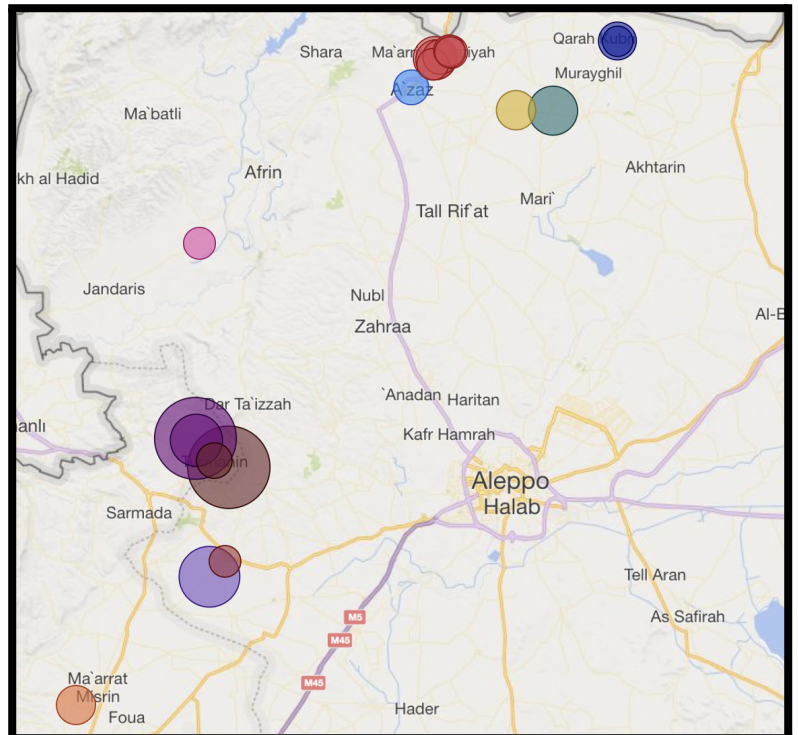 Qarah Kubri
Shara
Ma`arr iyah
Murayghil
A`zaz
Ma`batli
Akhtarin
Afrin
kh al Hadid
Mari`
Tall Rif`at
Jandaris
Nubl
Al-B
Zahraa
`Anadan
Haritan
Dar Ta`izzah
anlı
Kafr Hamrah
Aleppo
Halab
Sarmada
Tell Aran
As Safirah
M5
M45
M45
Ma`arrat
Misrin
Foua
Hader